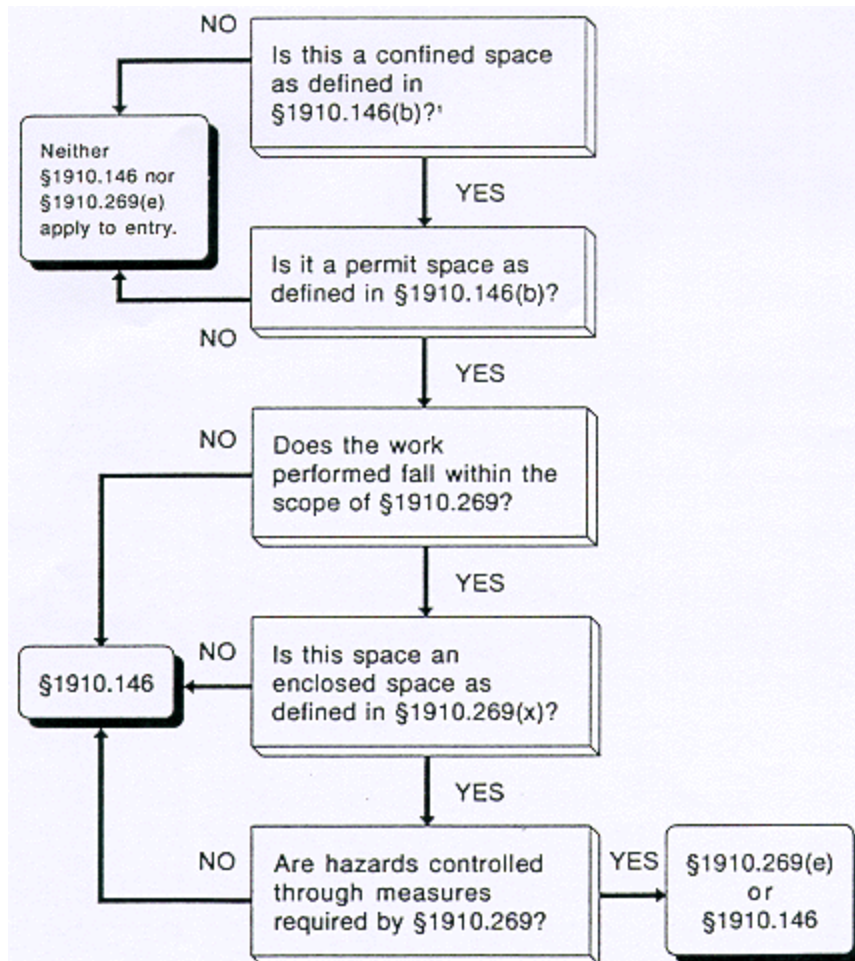 NO
Is this a confined space
as defined in
§1910.146(b)?¹
Neither
§1910.146 nor
§1910.269(e)
apply to entry.
YES
Is it a permit space as
defined in §1910.146(b)?
NO
YES
NO
Does the work
performed fall within the
scope of §1910.269?
YES
NO
Is this space an
enclosed space as
defined in §1910.269(x)?
§1910.146
YES
NO
Are hazards controlled
through measures
required by §1910.269?
YES
§1910.269(e)
or
§1910.146